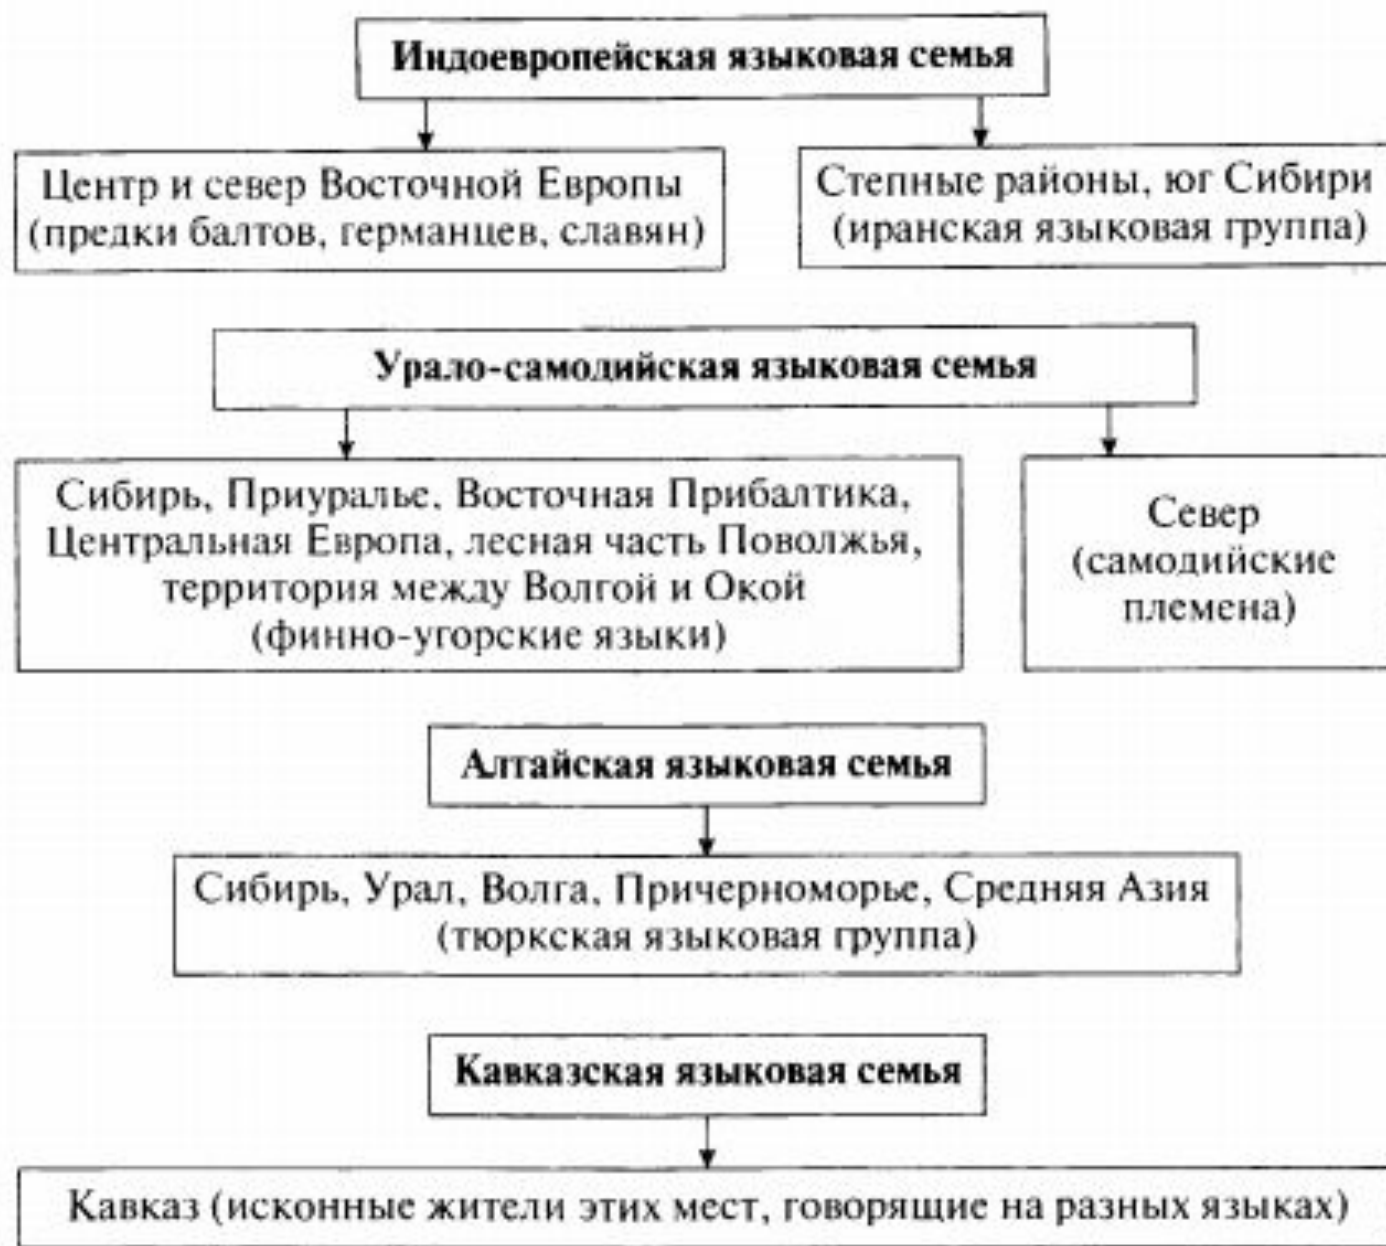 Индоевропейская языковая семья
Центр и север Восточной Европы
(предки балтов, германцев, славян)
Степные районы, юг Сибири
(иранская языковая группа)
Урало-самодийская языковая семья
Сибирь, Приуралье, Восточная Прибалтика,
Центральная Европа, лесная часть Поволжья,
территория между Волгой и Окой
(финно-угорские языки)
Север
(самодийские
племена)
Алтайская языковая семья
Сибирь, Урал, Волга, Причерноморье, Средняя Азия
(тюркская языковая группа)
Кавказская языковая семья
Кавказ (исконные жители этих мест, говорящие на разных языках)